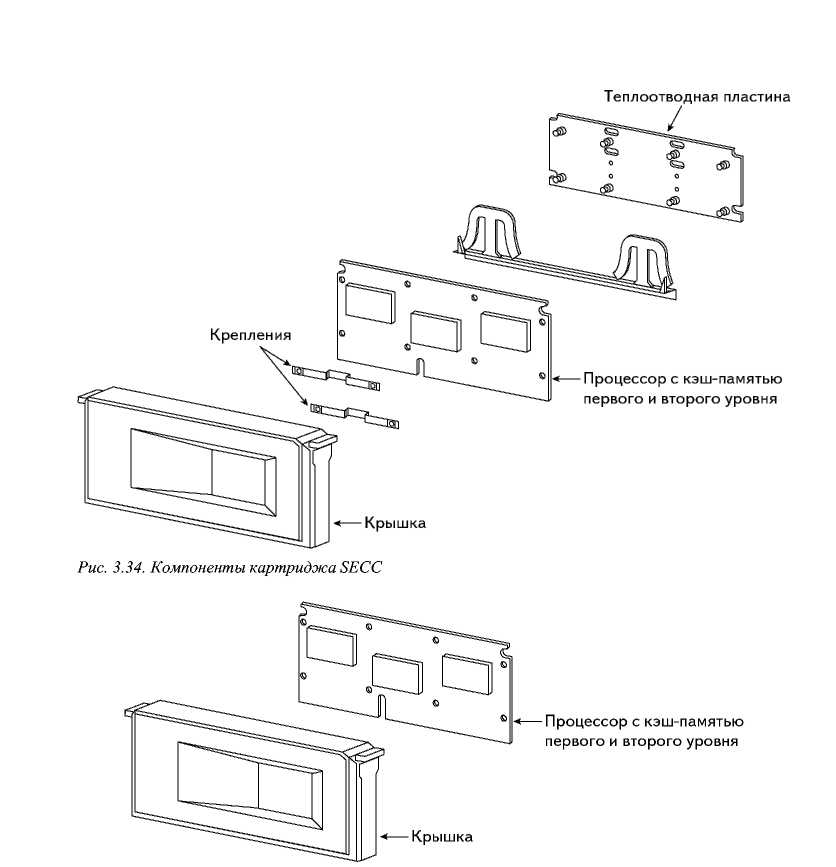 Теплоотводная пластина
Крепления
Процессор с кэш-памятью
первого и второго уровня
Крышка
Рис. 3.34. Компоненты картриджа SECC
Процессор с кэш-памятью
первого и второго уровня
Крышка